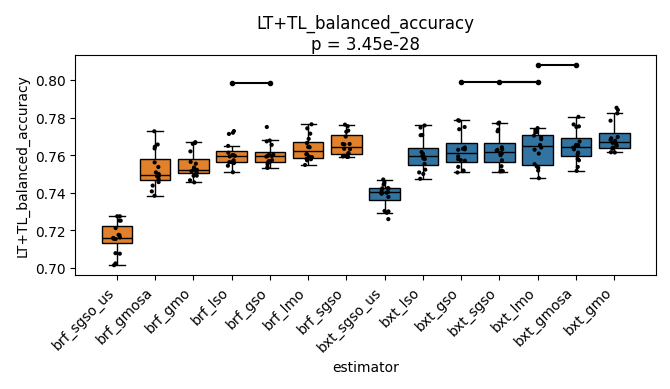 LT+TL_balanced_accuracy
p = 3.45e-28
LT+TL_balanced_accuracy
0.80
0.78
0.76
0.74
0.72
0.70
brf_sgso_us
brf_gmosa
brf_gmo
brf_lso
brf_gso
brf_lmo
brf_sgso
bxt_sgso_us
bxt_lso
bxt_gso
bxt_sgso
bxt_lmo
bxt_gmosa
bxt_gmo
estimator